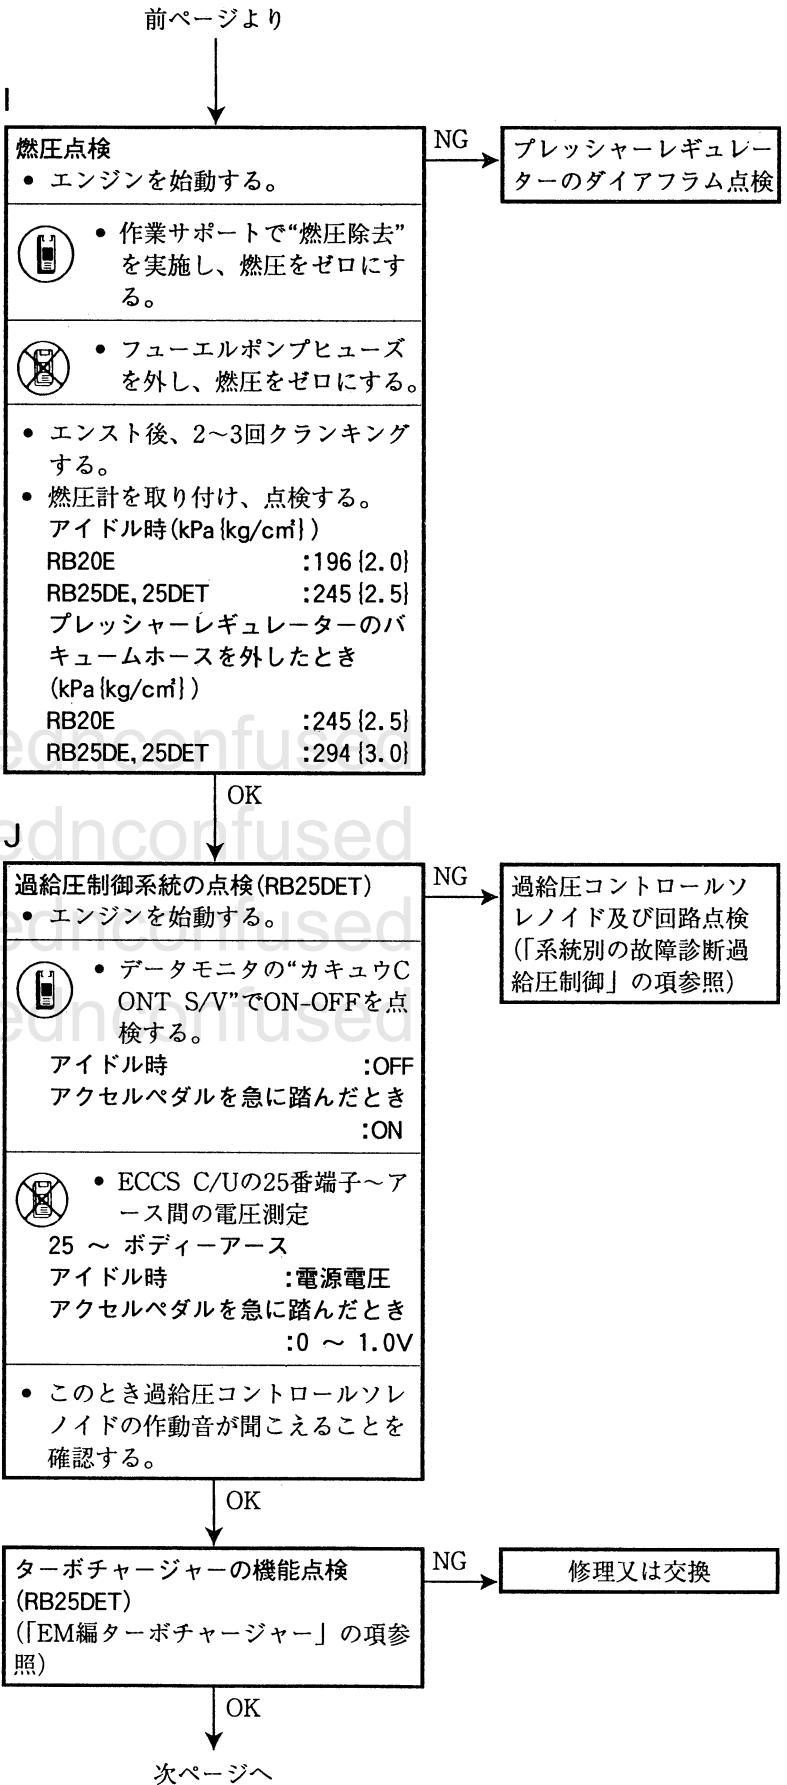 前ページより
I
燃圧点検
● エンジンを始動する。
● 作業サポートで“燃圧除去”
を実施し、燃圧をゼロにす
る。
● フューエルポンプヒューズ
を外し、燃圧をゼロにする。
● エンスト後、2～3回クランキング
する。
● 燃圧計を取り付け、点検する。
アイドル時(kPa{kg/c㎡})
RB20E :196{2.0}
RB25DE, 25DET :245{2.5}
プレッシャーレギュレーターのバ
キュームホースを外したとき
(kPa{kg/c㎡})
RB20E :245{2.5}
RB25DE, 25DET :294{3.0}
NG
プレッシャーレギュレー
ターのダイアフラム点検
OK
J
過給圧制御系統の点検(RB25DET)
● エンジンを始動する。
● データモニタの“カキュウC
ONT S/V”でON-OFFを点
検する。
アイドル時 :OFF
アクセルペダルを急に踏んだとき
:ON
● ECCS C/Uの25番端子～ア
ース間の電圧測定
25 ～ ボディーアース
アイドル時 :電源電圧
アクセルペダルを急に踏んだとき
:0 ～ 1.0V
● このとき過給圧コントロールソレ
ノイドの作動音が聞こえることを
確認する。
NG
過給圧コントロールソ
レノイド及び回路点検
(「系統別の故障診断過
給圧制御」の項参照)
OK
ターボチャージャーの機能点検
(RB25DET)
(「EM編ターボチャージャー」の項参
照)
NG
修理又は交換
OK
次ページへ
ednconfused
ednconfused
ednconfused
ednconfused